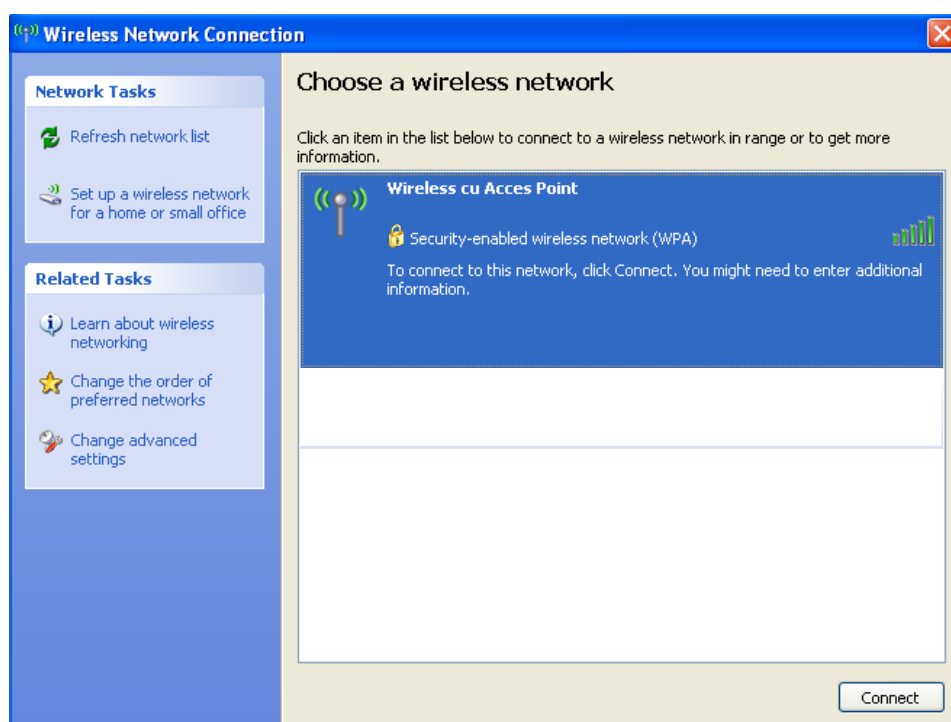 Wireless Network Connection
Network Tasks
Refresh network list
Set up a wireless network
for a home or small office
Related Tasks
Learn about wireless
networking
Change the order of
preferred networks
Change advanced
settings
Choose a wireless network
Click an item in the list below to connect to a wireless network in range or to get more
information.
Wireless cu Acces Point
Security-enabled wireless network (WPA)
To connect to this network, click Connect. You might need to enter additional
information.
Connect